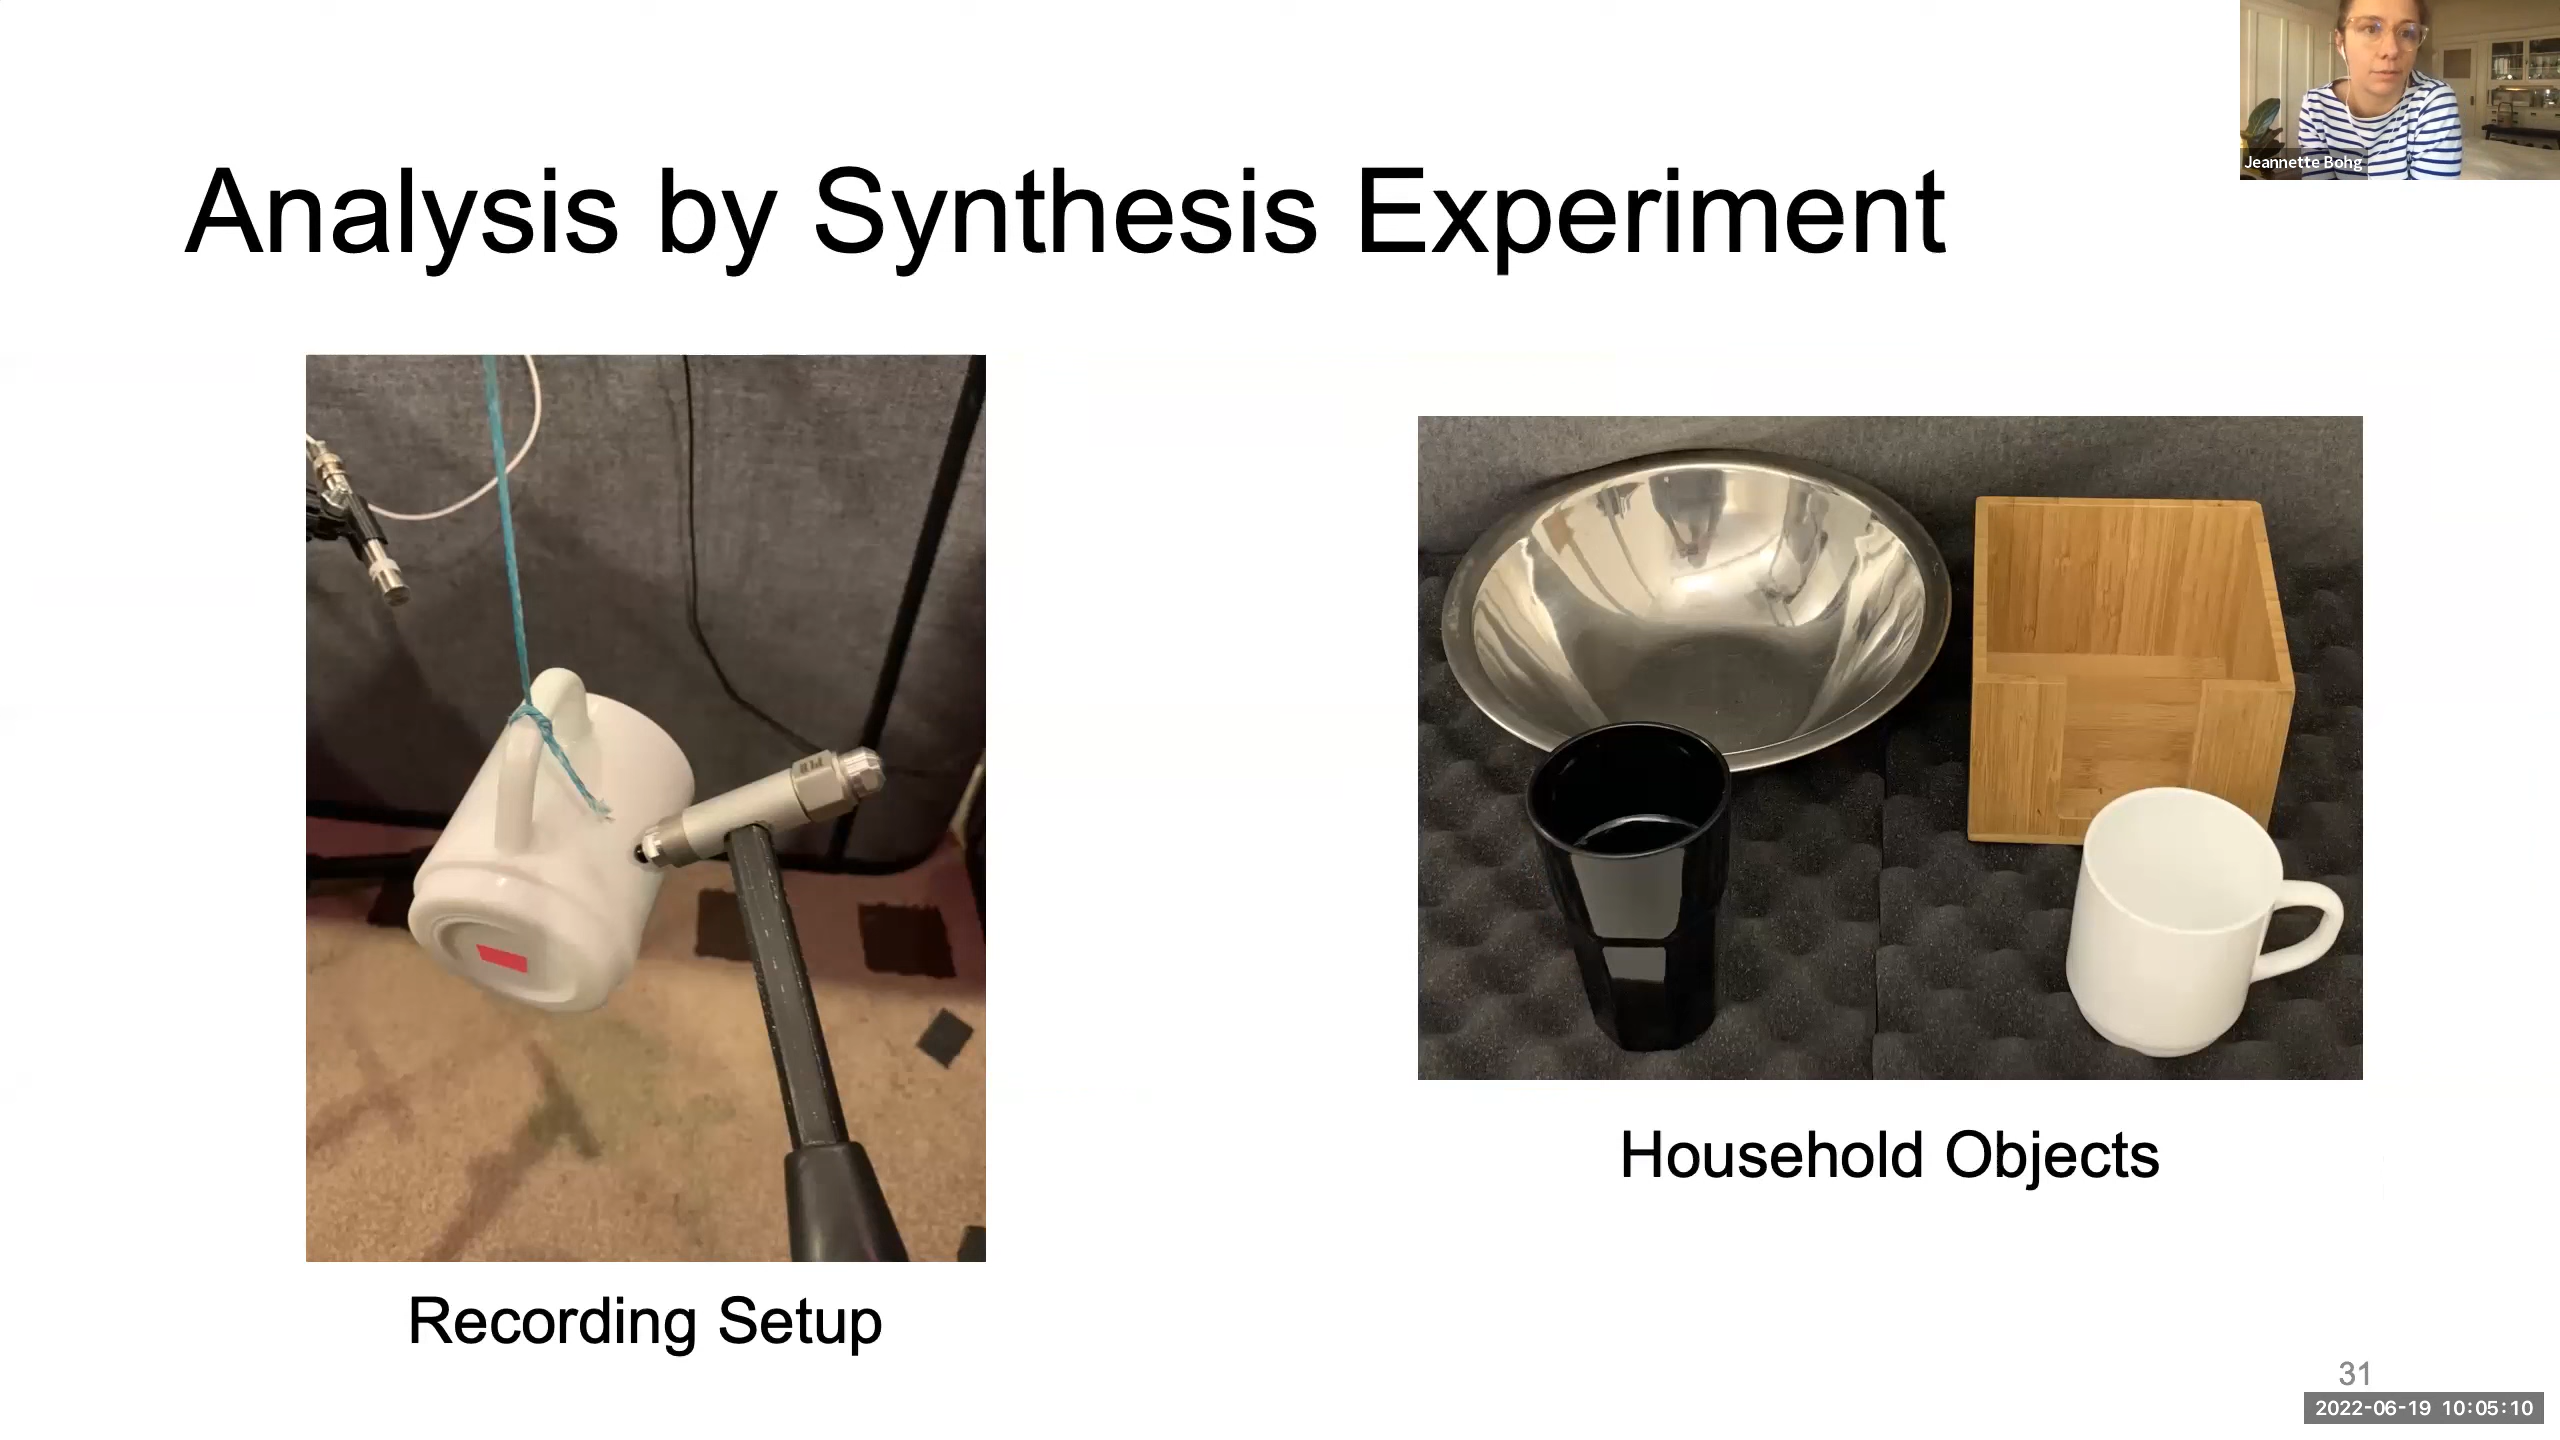 Jeannette Bohg
Analysis by Synthesis Experiment
Household Objects
Recording Setup
31
2022-06-19 10:05:10